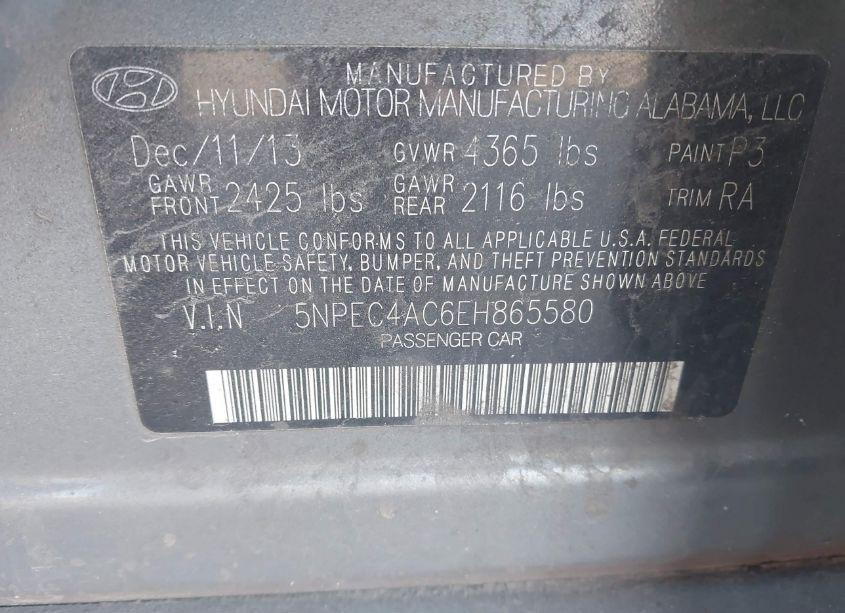 MANUFACTURED BY
HYUNDAI MOTOR MANUFACTURING ALABAMA, LLC
Dec/11/13 GVWR 4365 lbs PAINT P3
GAWR FRONT 2425 lbs GAWR REAR 2116 lbs TRIM RA
THIS VEHICLE CONFORMS TO ALL APPLICABLE U.S.A. FEDERAL
MOTOR VEHICLE SAFETY, BUMPER, AND THEFT PREVENTION STANDARDS
IN EFFECT ON THE DATE OF MANUFACTURE SHOWN ABOVE
V.I.N 5NPEC4AC6EH865580
PASSENGER CAR